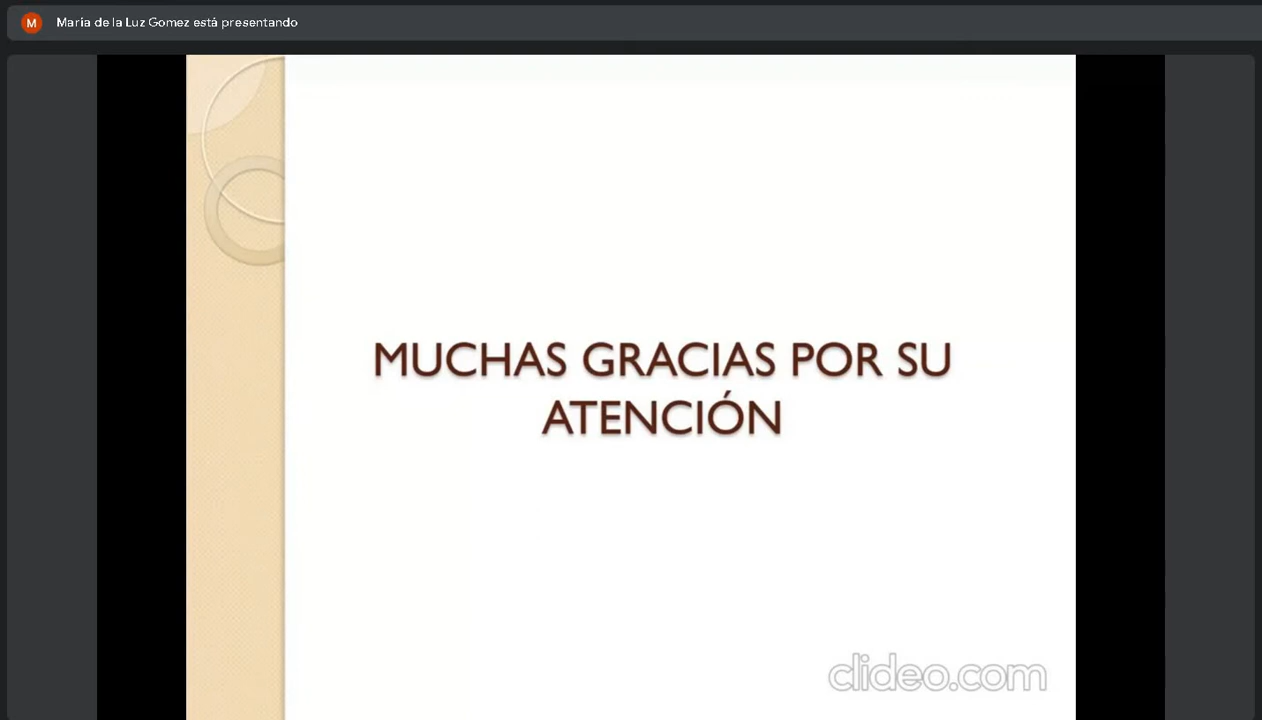 M
Maria de la Luz Gomez está presentando
MUCHAS GRACIAS POR SU
ATENCIÓN
clideo.com